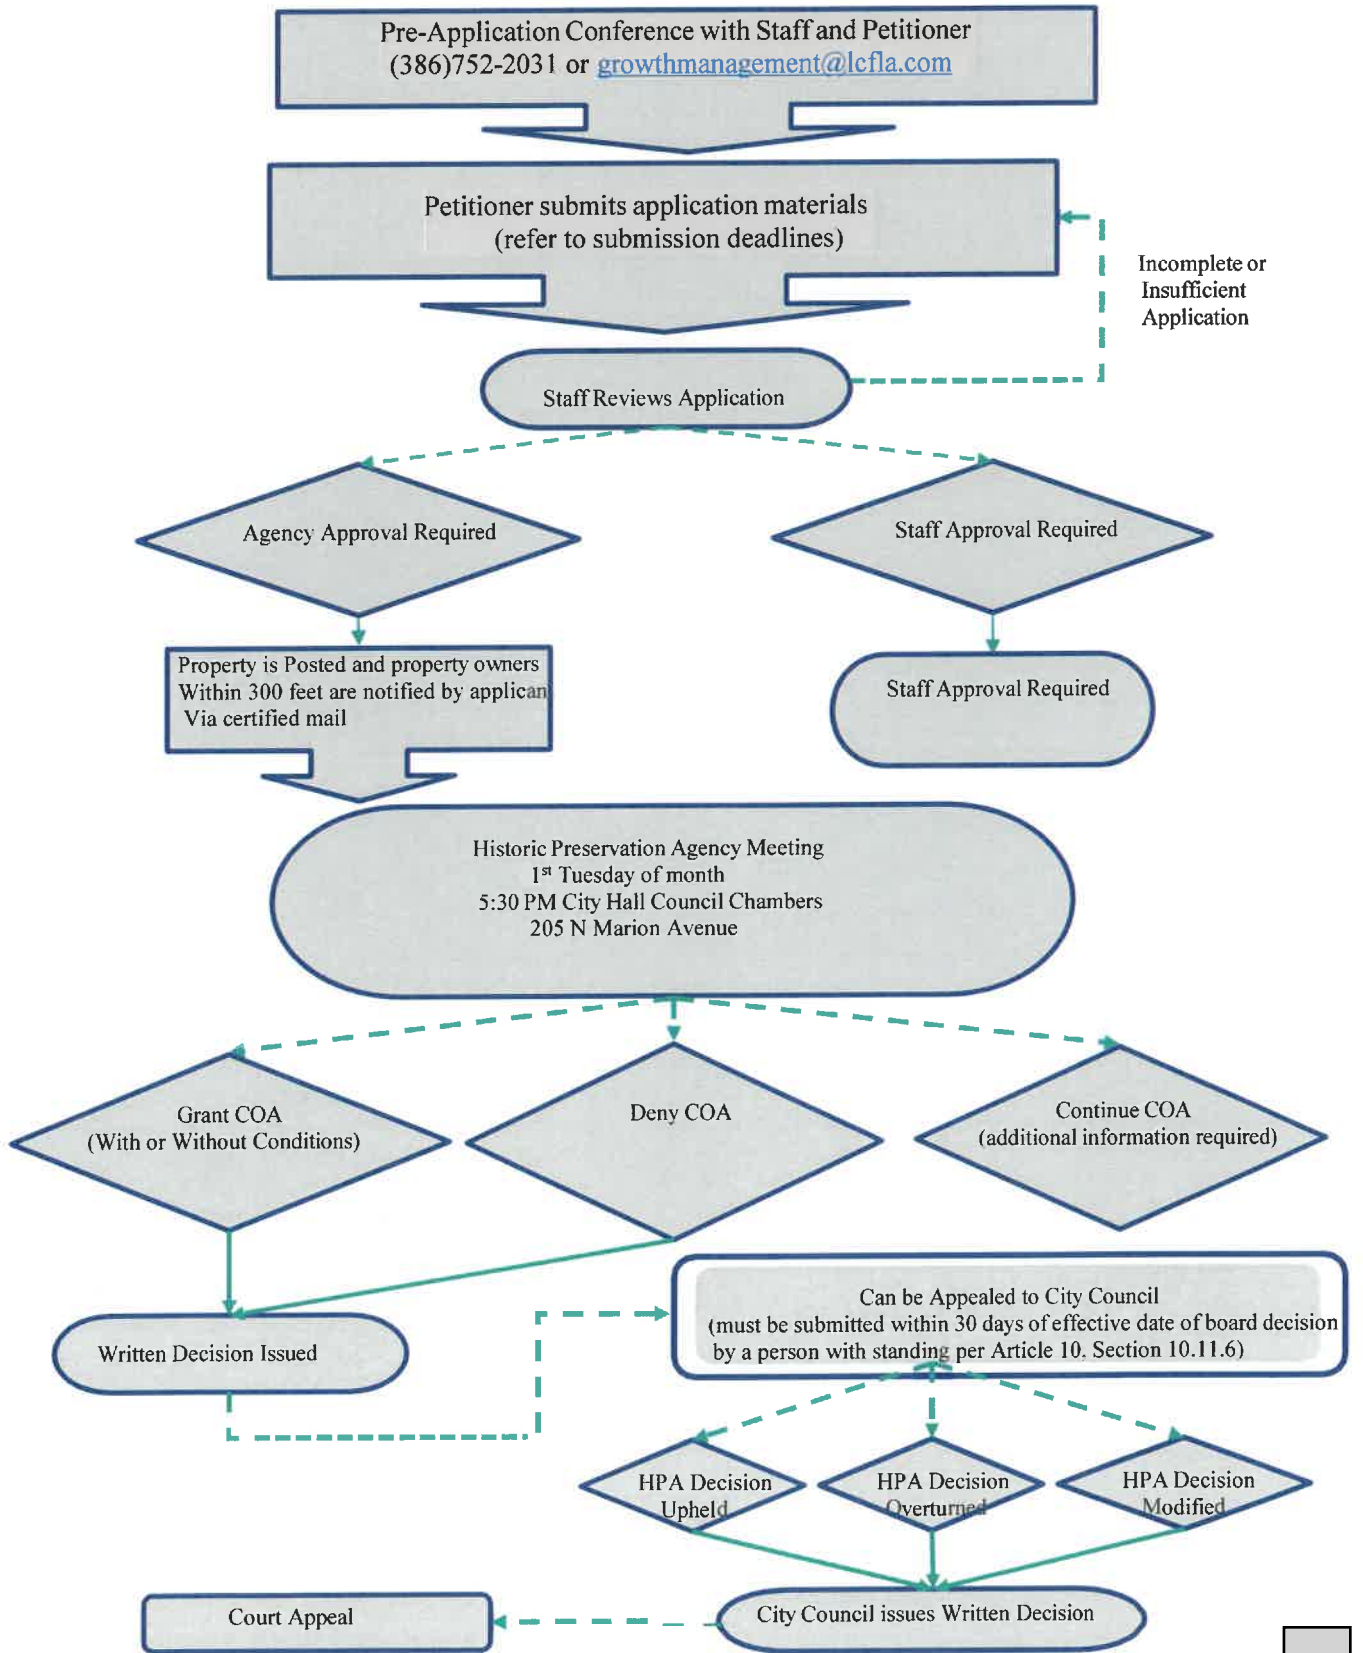 Pre-Application Conference with Staff and Petitioner
(386)752-2031 or growthmanagement@lcfla.com
Petitioner submits application materials
(refer to submission deadlines)
Incomplete or
Insufficient
Application
Staff Reviews Application
Agency Approval Required
Staff Approval Required
Property is Posted and property owners
Within 300 feet are notified by applican
Via certified mail
Staff Approval Required
Historic Preservation Agency Meeting
1st Tuesday of month
5:30 PM City Hall Council Chambers
205 N Marion Avenue
Grant COA
(With or Without Conditions)
Deny COA
Continue COA
(additional information required)
Written Decision Issued
Can be Appealed to City Council
(must be submitted within 30 days of effective date of board decision
by a person with standing per Article 10. Section 10.11.6)
HPA Decision
Upheld
HPA Decision
Overturned
HPA Decision
Modified
Court Appeal
City Council issues Written Decision